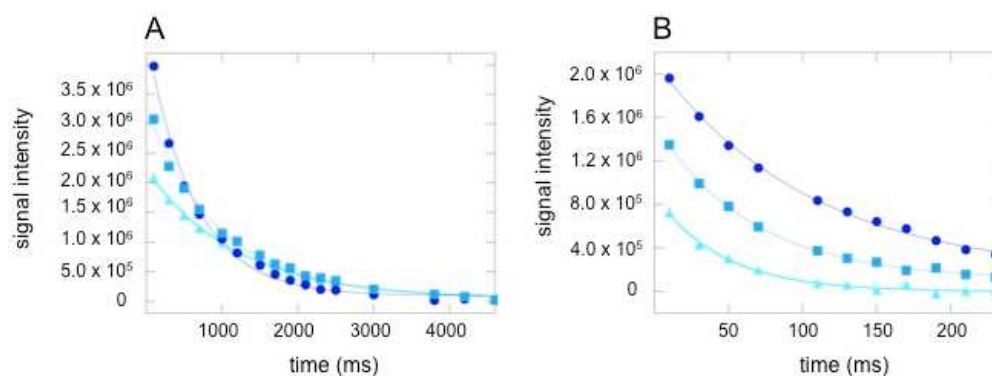 A
signal intensity
3.5 x 10⁶
3.0 x 10⁶
2.5 x 10⁶
2.0 x 10⁶
1.5 x 10⁶
1.0 x 10⁶
5.0 x 10⁵
0
1000 2000 3000 4000
time (ms)
B
signal intensity
2.0 x 10⁶
1.6 x 10⁶
1.2 x 10⁶
8.0 x 10⁵
4.0 x 10⁵
0
50 100 150 200
time (ms)